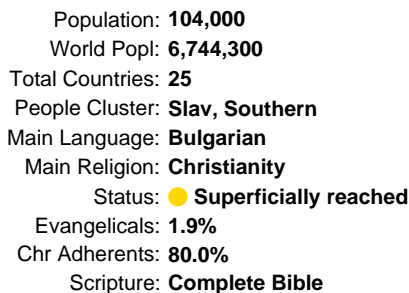 Population: 104,000
World Popl: 6,744,300
Total Countries: 25
People Cluster: Slav, Southern
Main Language: Bulgarian
Main Religion: Christianity
Status: Superficially reached
Evangelicals: 1.9%
Chr Adherents: 80.0%
Scripture: Complete Bible